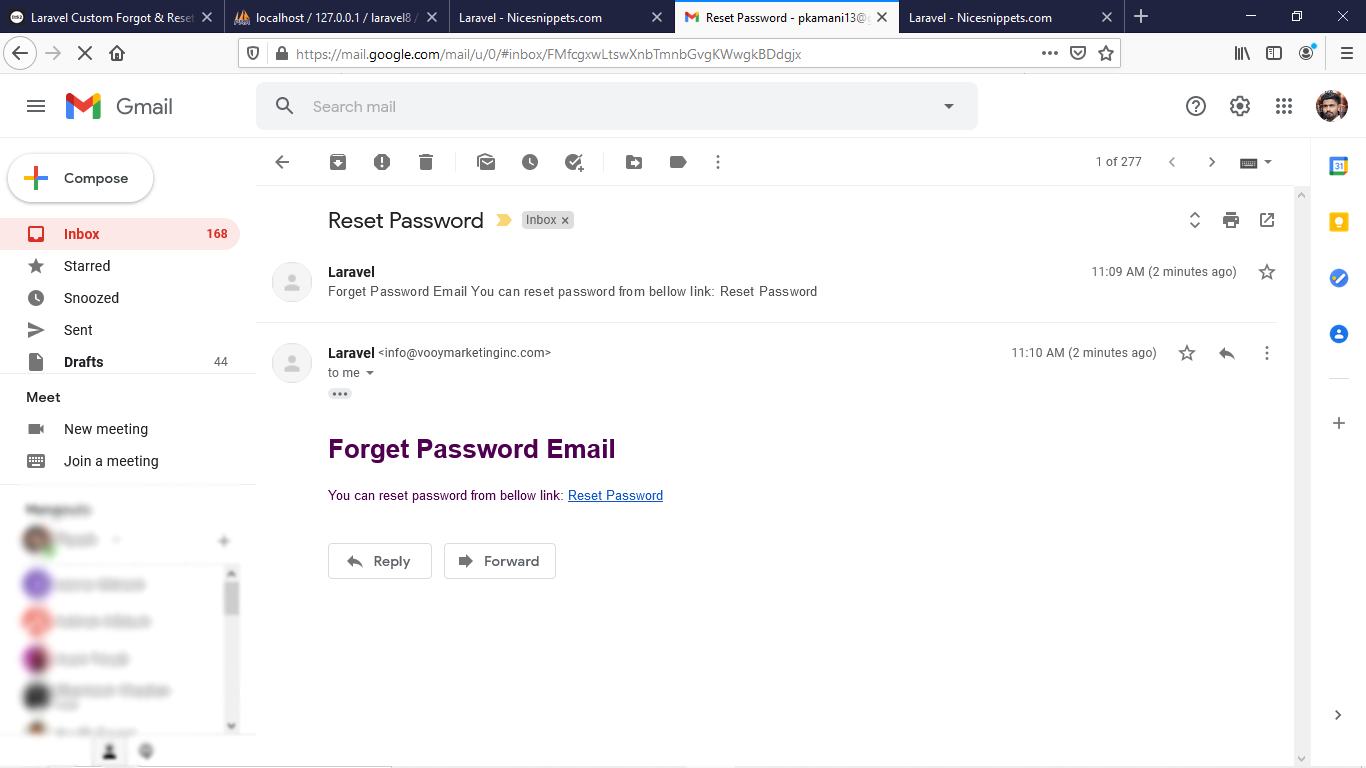 Laravel Custom Forgot & Rese
localhost / 127.0.0.1 / laravel8 /
Laravel - Nicesnippets.com
Reset Password - pkamani13@g
Laravel - Nicesnippets.com
https://mail.google.com/mail/u/0/#inbox/FMfcgxwLtswXnbTmnbGvgKWwgkBDdgjx
Gmail
Search mail
Compose
1 of 277
Inbox 168
Starred
Snoozed
Sent
Drafts 44
Meet
New meeting
Join a meeting
Reset Password
Inbox x
Laravel 11:09 AM (2 minutes ago)
Forget Password Email You can reset password from bellow link: Reset Password
Laravel <info@vooymarketinginc.com> 11:10 AM (2 minutes ago)
to me
Forget Password Email
You can reset password from bellow link: Reset Password
Reply
Forward
31